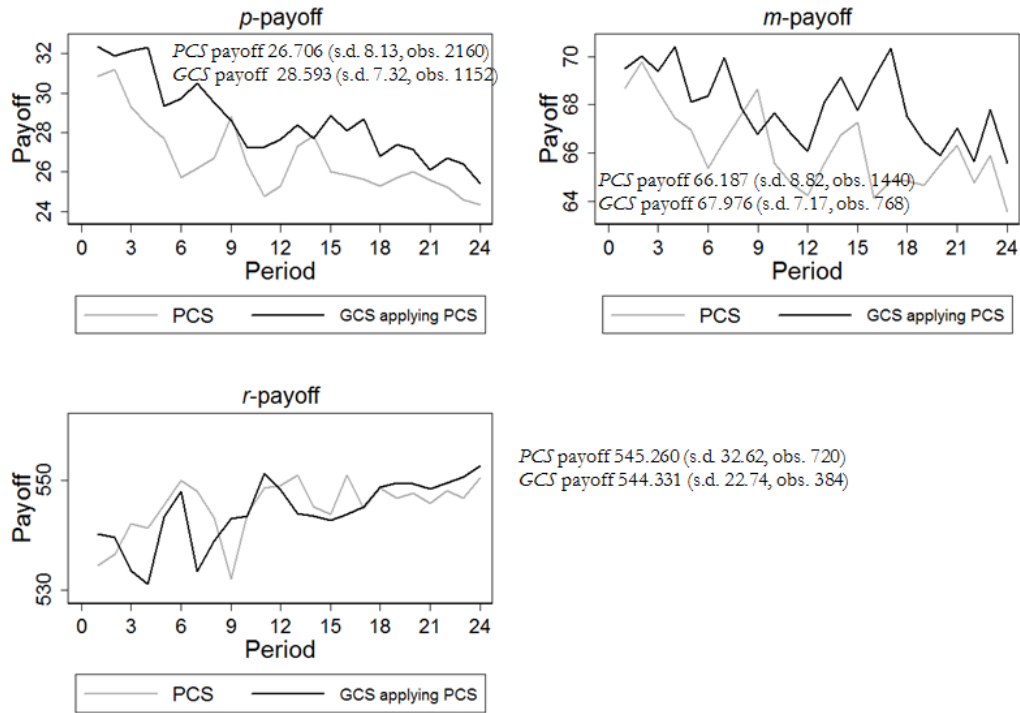 p-payoff
PCS payoff 26.706 (s.d. 8.13, obs. 2160)
GCS payoff 28.593 (s.d. 7.32, obs. 1152)
Payoff
32
30
28
26
24
0 3 6 9 12 15 18 21 24
Period
PCS GCS applying PCS
m-payoff
Payoff
70
68
66
64
PCS payoff 66.187 (s.d. 8.82, obs. 1440)
GCS payoff 67.976 (s.d. 7.17, obs. 768)
0 3 6 9 12 15 18 21 24
Period
PCS GCS applying PCS
r-payoff
Payoff
550
530
0 3 6 9 12 15 18 21 24
Period
PCS GCS applying PCS
PCS payoff 545.260 (s.d. 32.62, obs. 720)
GCS payoff 544.331 (s.d. 22.74, obs. 384)